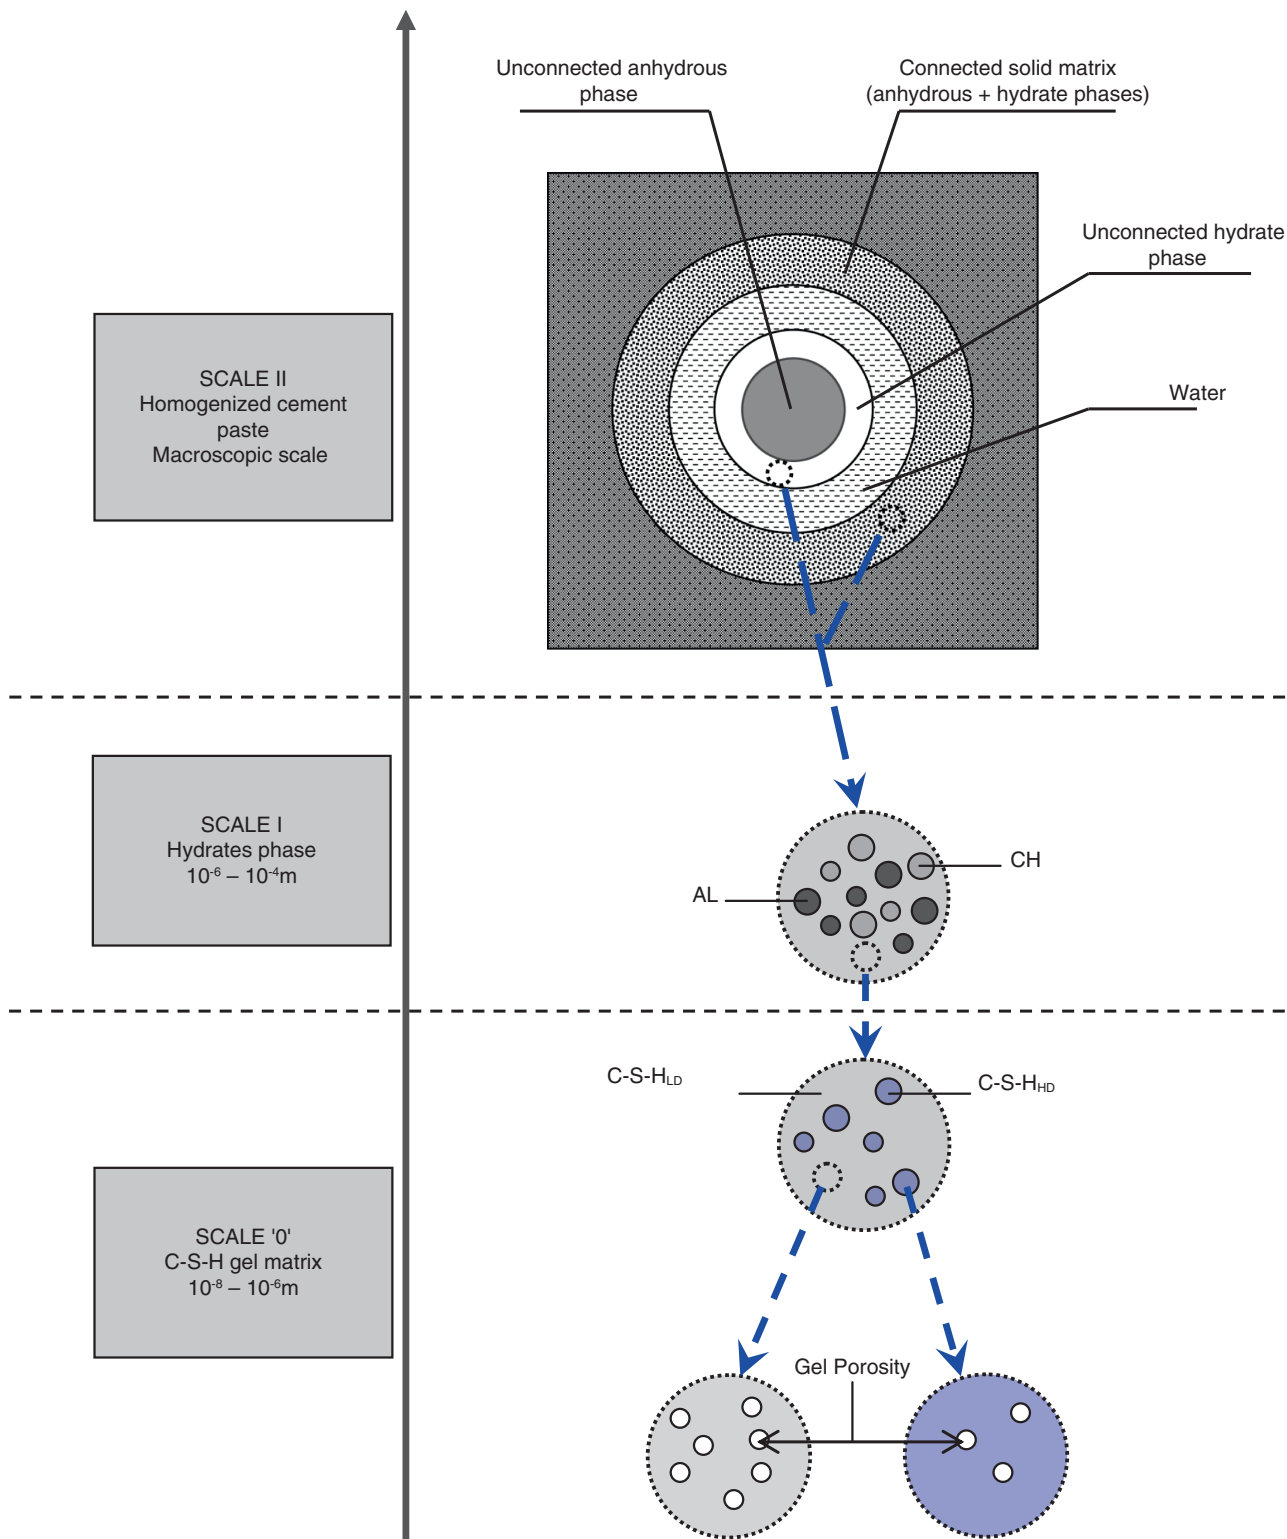 Unconnected anhydrous
phase
Connected solid matrix
(anhydrous + hydrate phases)
Unconnected hydrate
phase
Water
SCALE II
Homogenized cement
paste
Macroscopic scale
SCALE I
Hydrates phase
10⁻⁶ – 10⁻⁴m
CH
AL
C-S-H_LD
C-S-H_HD
SCALE '0'
C-S-H gel matrix
10⁻⁸ – 10⁻⁶m
Gel Porosity